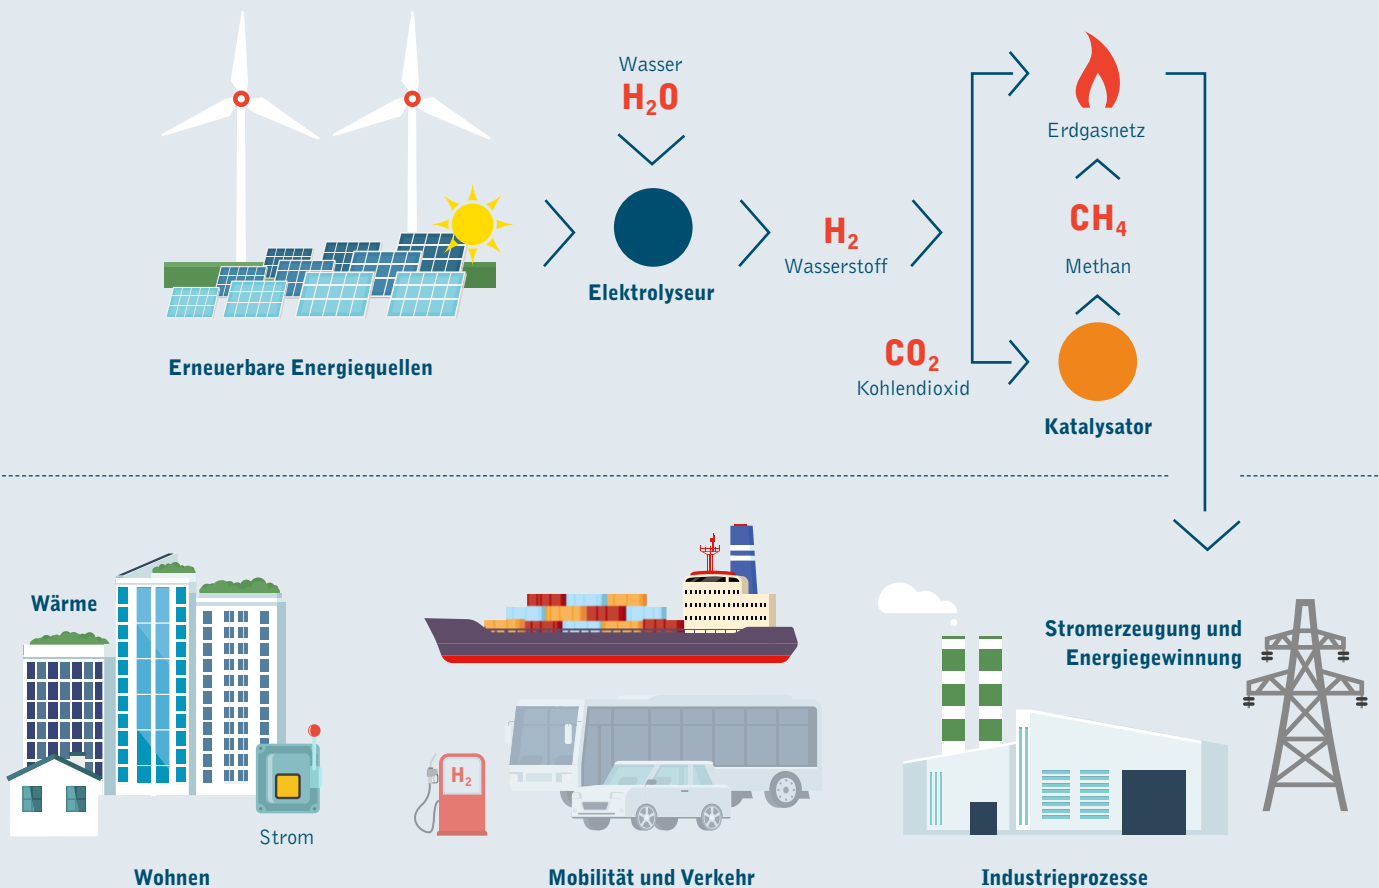 Wasser
H₂O
Elektrolyseur
Erneuerbare Energiequellen
H₂
Wasserstoff
CO₂
Kohlendioxid
Erdgasnetz
CH₄
Methan
Katalysator
Wärme
Strom
Wohnen
H₂
Mobilität und Verkehr
Stromerzeugung und
Energiegewinnung
Industrieprozesse